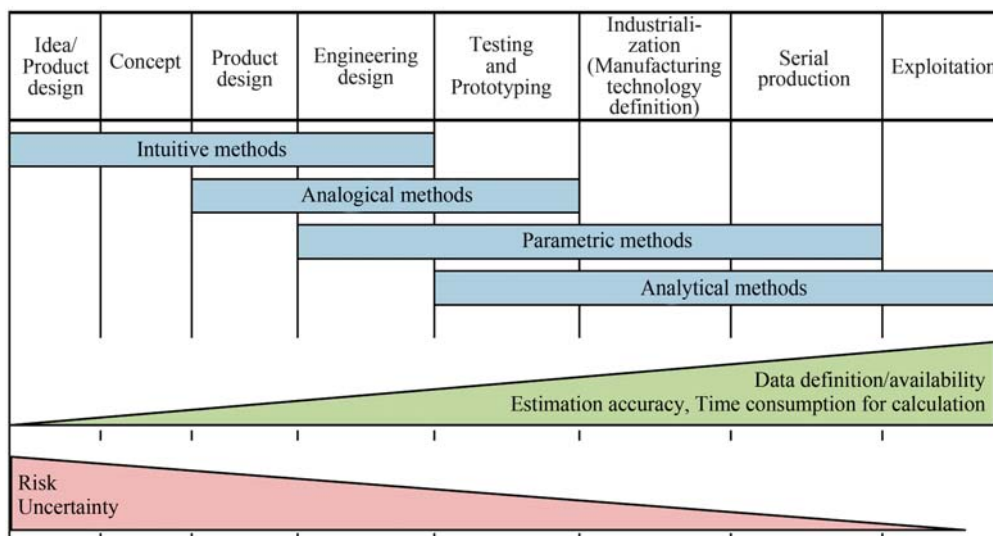 Idea/
Product
design
Concept
Product
design
Engineering
design
Testing
and
Prototyping
Industriali-
zation
(Manufacturing
technology
definition)
Serial
production
Exploitation
Intuitive methods
Analogical methods
Parametric methods
Analytical methods
Data definition/availability
Estimation accuracy, Time consumption for calculation
Risk
Uncertainty